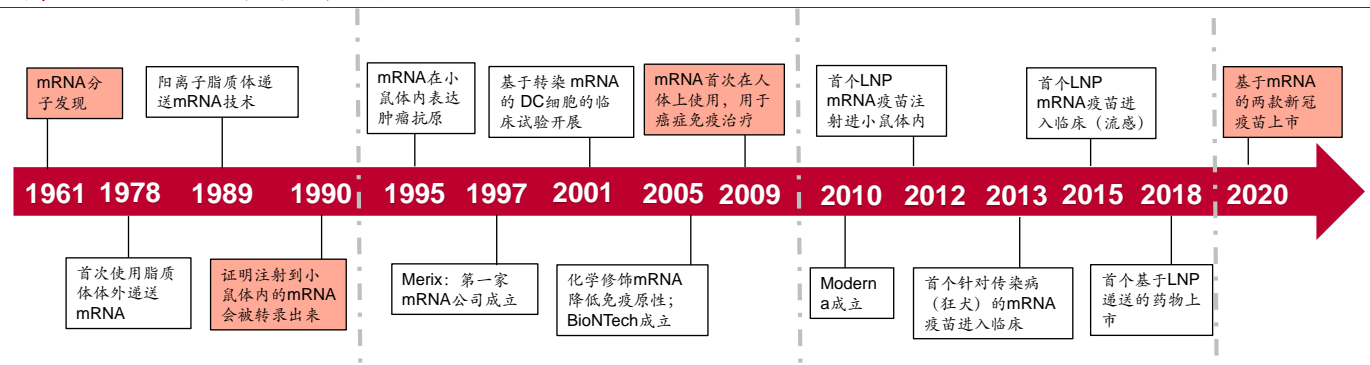 mRNA分
子发现
阳离子脂质体递
送mRNA技术
mRNA在小
鼠体内表达
肿瘤抗原
基于转染 mRNA
的 DC细胞的临
床试验开展
mRNA首次在人
体上使用，用于
癌症免疫治疗
首个LNP
mRNA疫苗注
射进小鼠体内
首个LNP
mRNA疫苗进
入临床（流感）
基于mRNA
的两款新冠
疫苗上市
1961 1978 1989 1990 1995 1997 2001 2005 2009 2010 2012 2013 2015 2018 2020
首次使用脂质
体体外递送
mRNA
证明注射到小
鼠体内的mRNA
会被转录出来
Merix：第一家
mRNA公司成立
化学修饰mRNA
降低免疫原性；
BioNTech成立
Modern
a成立
首个针对传染病
（狂犬）的mRNA
疫苗进入临床
首个基于LNP
递送的药物上
市